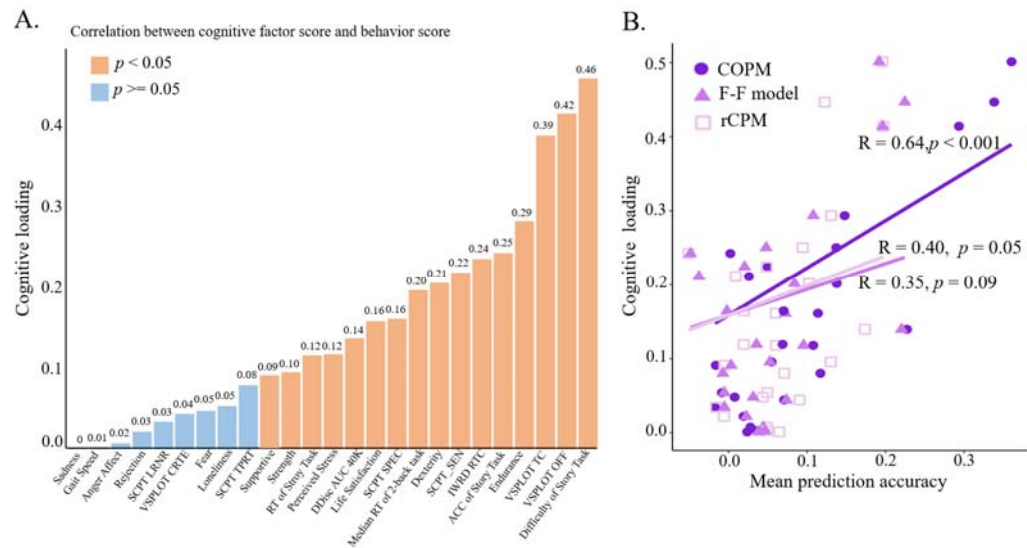 A.
Correlation between cognitive factor score and behavior score
p < 0.05
p >= 0.05
Cognitive loading
0.4
0.3
0.2
0.1
0.0
0
0.01
0.02
0.03
0.03
0.04
0.05
0.05
0.08
0.09
0.10
0.12
0.12
0.14
0.16
0.16
0.20
0.21
0.22
0.24
0.25
0.29
0.39
0.42
0.46
Sadness
Gait Speed
Anger Affect
Rejection
SCPT LRNR
VSPLOT CRTE
Fear
Loneliness
SCPT TPRT
Supportive
Strength
RT of Stroy Task
Perceived Stress
DDisc AUC 40K
Life Satisfaction
SCPT SPEC
Median RT of 2-back task
Dexterity
SCPT_SEN
IWRD RTC
ACC of Story Task
Endurance
VSPLOT TC
VSPLOT OFF
Difficulty of Story Task
B.
COPM
F-F model
rCPM
R = 0.64,p < 0.001
R = 0.40, p = 0.05
R = 0.35, p = 0.09
Cognitive loading
0.5
0.4
0.3
0.2
0.1
0.0
0.0
0.1
0.2
0.3
Mean prediction accuracy